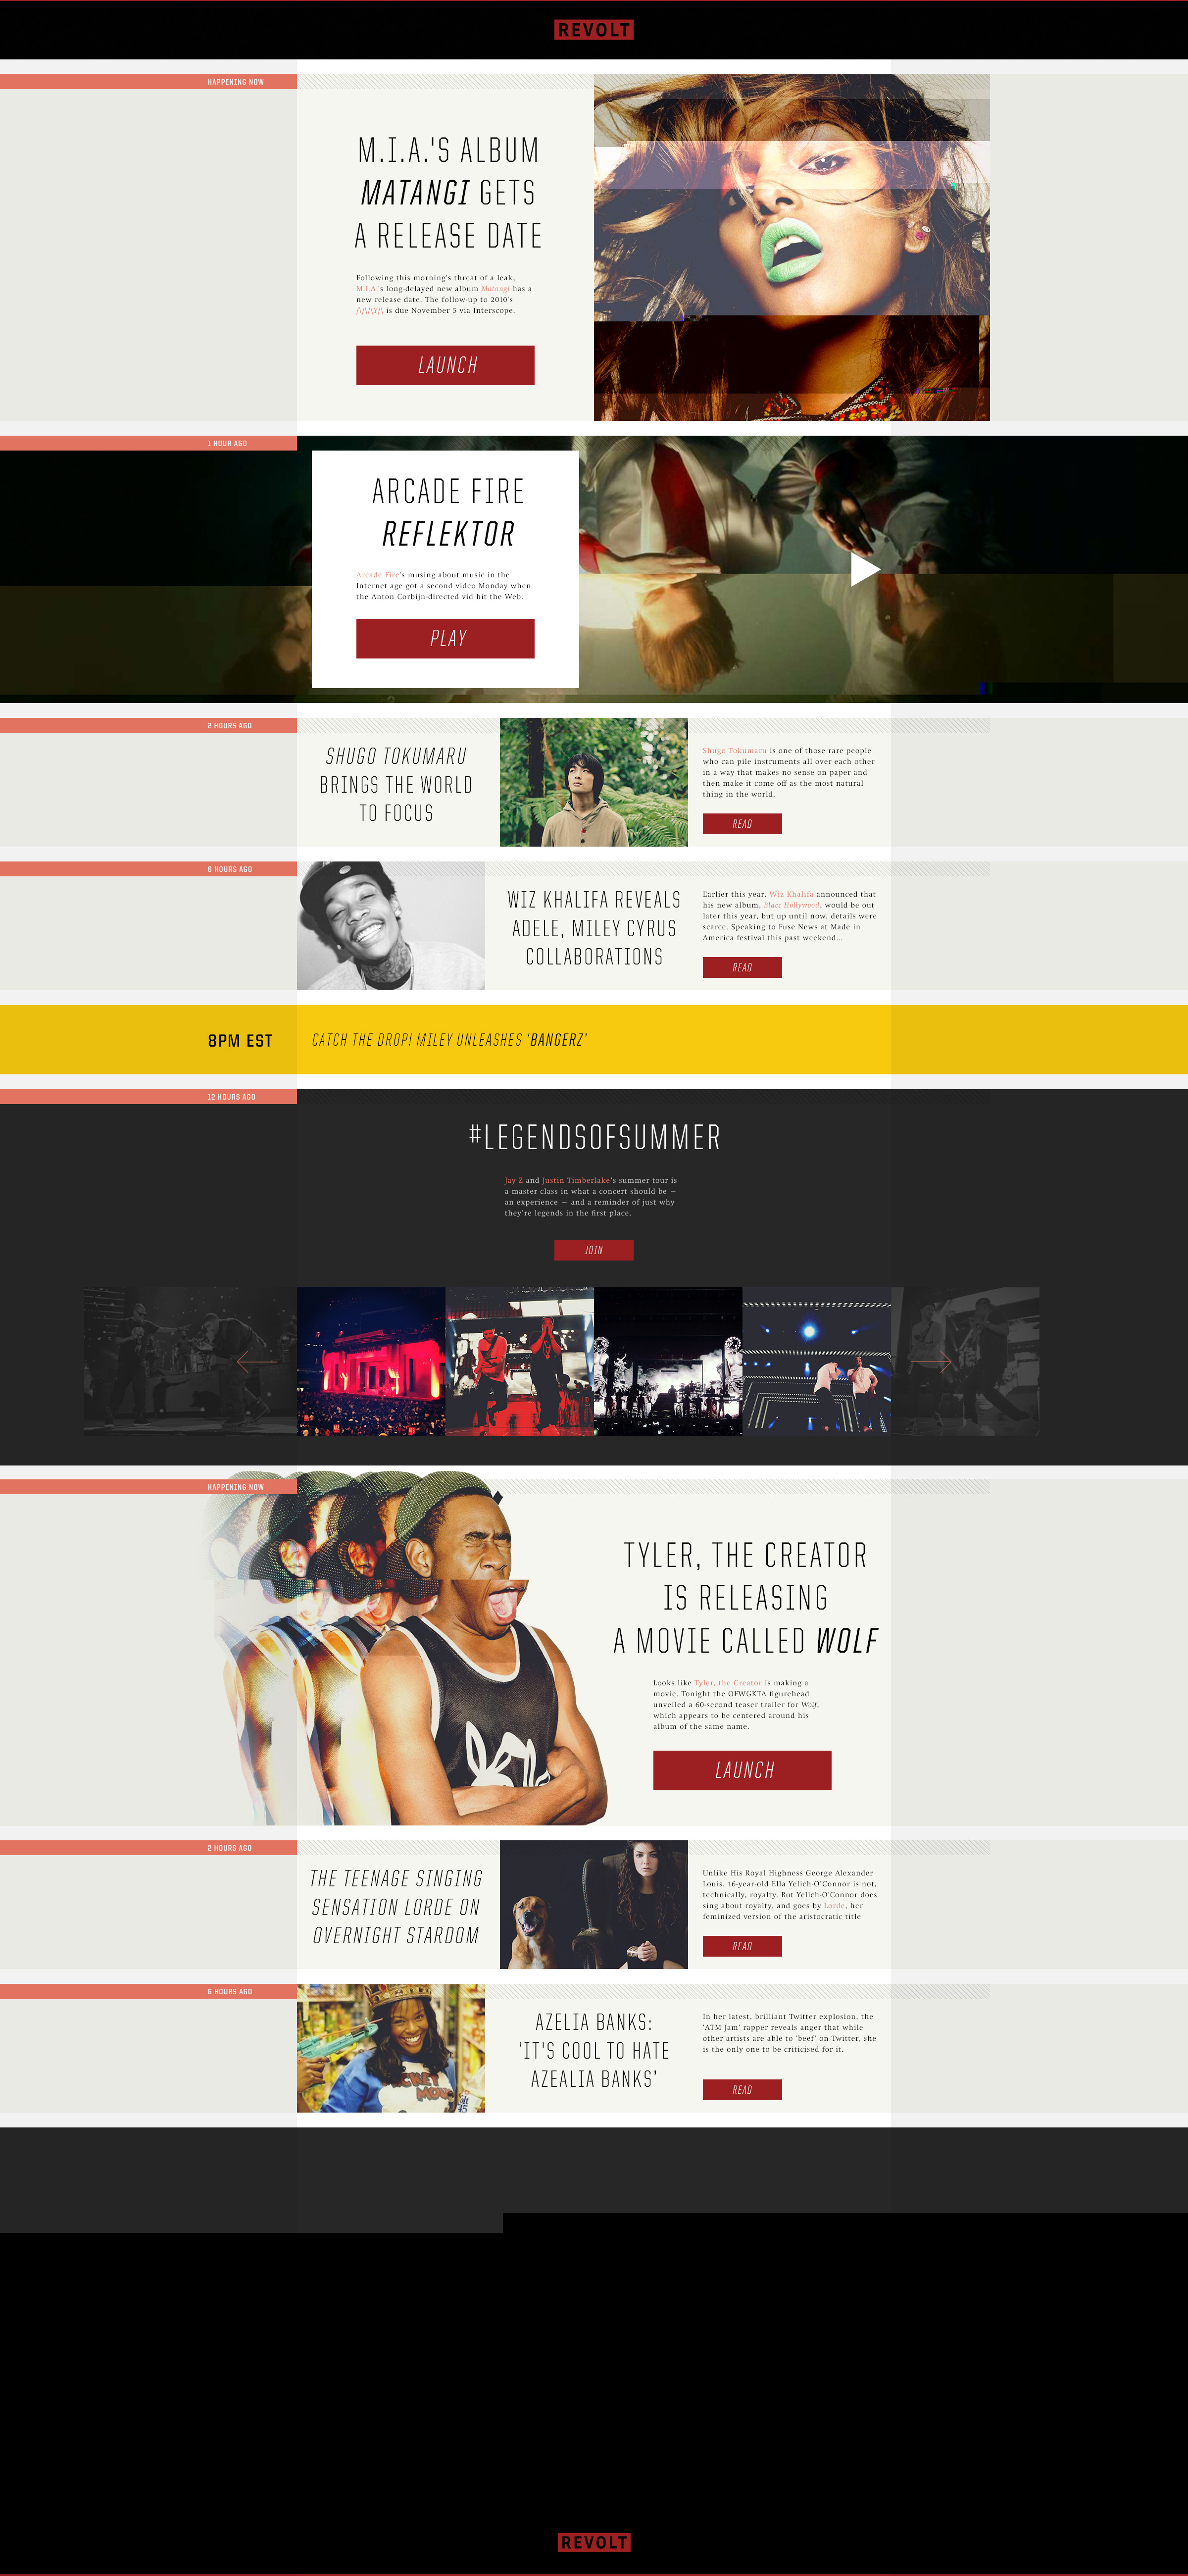 REVOLT
HAPPENING NOW
M.I.A.'S ALBUM
MATANGI GETS
A RELEASE DATE
Following this morning's threat of a leak,
M.I.A.'s long-delayed new album Matangi has a
new release date. The follow-up to 2010's
/\/\/\Y/\ is due November 5 via Interscope.
LAUNCH
1 HOUR AGO
ARCADE FIRE
REFLEKTOR
Arcade Fire's musing about music in the
Internet age got a second video Monday when
the Anton Corbijn-directed vid hit the Web.
PLAY
2 HOURS AGO
SHUGO TOKUMARU
BRINGS THE WORLD
TO FOCUS
Shugo Tokumaru is one of those rare people
who can pile instruments all over each other
in a way that makes no sense on paper and
then make it come off as the most natural
thing in the world.
READ
6 HOURS AGO
WIZ KHALIFA REVEALS
ADELE, MILEY CYRUS
COLLABORATIONS
Earlier this year, Wiz Khalifa announced that
his new album, Blacc Hollywood, would be out
later this year, but up until now, details were
scarce. Speaking to Fuse News at Made in
America festival this past weekend...
READ
8PM EST
CATCH THE DROP! MILEY UNLEASHES ‘BANGERZ’
12 HOURS AGO
#LEGENDSOFSUMMER
Jay Z and Justin Timberlake's summer tour is
a master class in what a concert should be –
an experience – and a reminder of just why
they're legends in the first place.
JOIN
HAPPENING NOW
TYLER, THE CREATOR
IS RELEASING
A MOVIE CALLED WOLF
Looks like Tyler, the Creator is making a
movie. Tonight the OFWGKTA figurehead
unveiled a 60-second teaser trailer for Wolf,
which appears to be centered around his
album of the same name.
LAUNCH
2 HOURS AGO
THE TEENAGE SINGING
SENSATION LORDE ON
OVERNIGHT STARDOM
Unlike His Royal Highness George Alexander
Louis, 16-year-old Ella Yelich-O'Connor is not,
technically, royalty. But Yelich-O'Connor does
sing about royalty, and goes by Lorde, her
feminized version of the aristocratic title
READ
6 HOURS AGO
AZELIA BANKS:
‘IT'S COOL TO HATE
AZEALIA BANKS’
In her latest, brilliant Twitter explosion, the
'ATM Jam' rapper reveals anger that while
other artists are able to 'beef' on Twitter, she
is the only one to be criticised for it.
READ
REVOLT